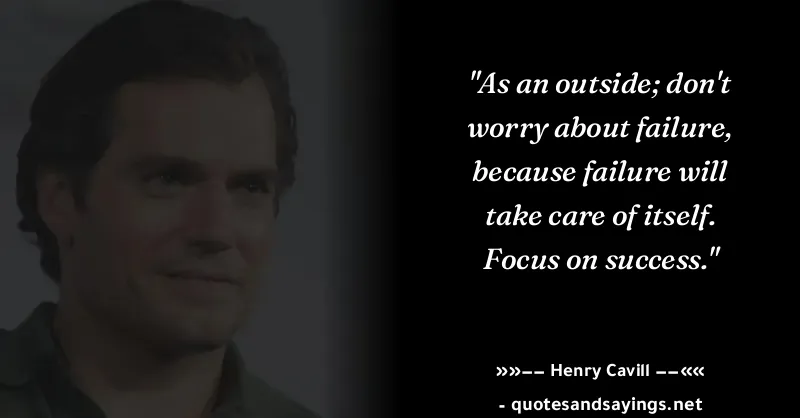 "As an outside; don't
worry about failure,
because failure will
take care of itself.
Focus on success."
»»−− Henry Cavill −−««
- quotesandsayings.net